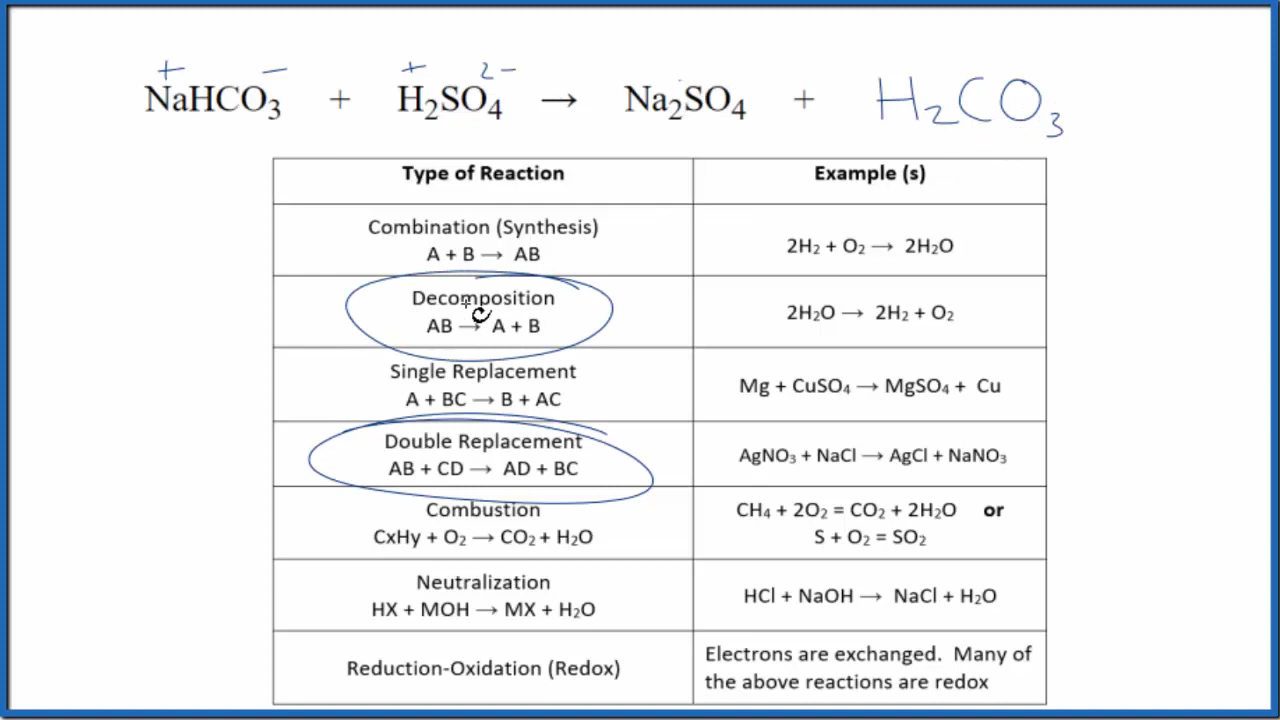 + − + 2−
NaHCO₃ + H₂SO₄ → Na₂SO₄ + H₂CO₃
Type of Reaction Example (s)
Combination (Synthesis)
A + B → AB
2H₂ + O₂ → 2H₂O
Decomposition
AB → A + B
2H₂O → 2H₂ + O₂
Single Replacement
A + BC → B + AC
Mg + CuSO₄ → MgSO₄ + Cu
Double Replacement
AB + CD → AD + BC
AgNO₃ + NaCl → AgCl + NaNO₃
Combustion
CxHy + O₂ → CO₂ + H₂O
CH₄ + 2O₂ = CO₂ + 2H₂O or
S + O₂ = SO₂
Neutralization
HX + MOH → MX + H₂O
HCl + NaOH → NaCl + H₂O
Reduction-Oxidation (Redox)
Electrons are exchanged. Many of
the above reactions are redox